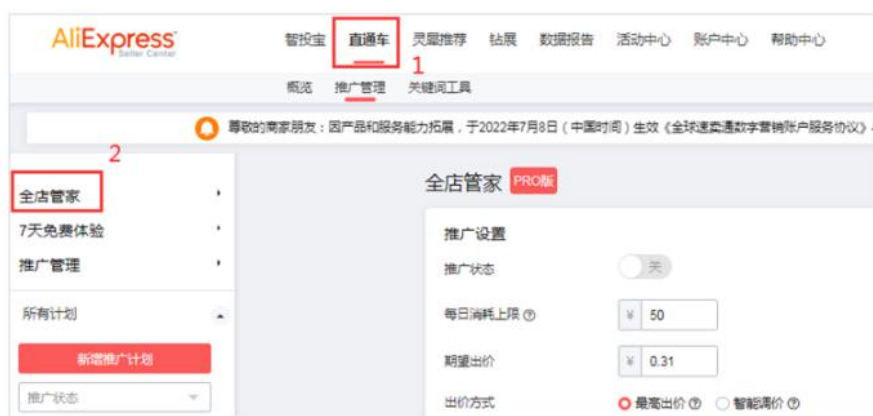 AliExpress
Seller Center
智投宝 直通车 灵犀推荐 钻展 数据报告 活动中心 账户中心 帮助中心
1
概览 推广管理 关键词工具
尊敬的商家朋友：因产品和服务能力拓展，于2022年7月8日（中国时间）生效《全球速卖通数字营销账户服务协议》
2
全店管家
7天免费体验
推广管理
所有计划
新增推广计划
推广状态
全店管家 PRO版
推广设置
推广状态 关
每日消耗上限 ?
¥ 50
期望出价 ¥ 0.31
出价方式 最高出价 ? 智能调价 ?